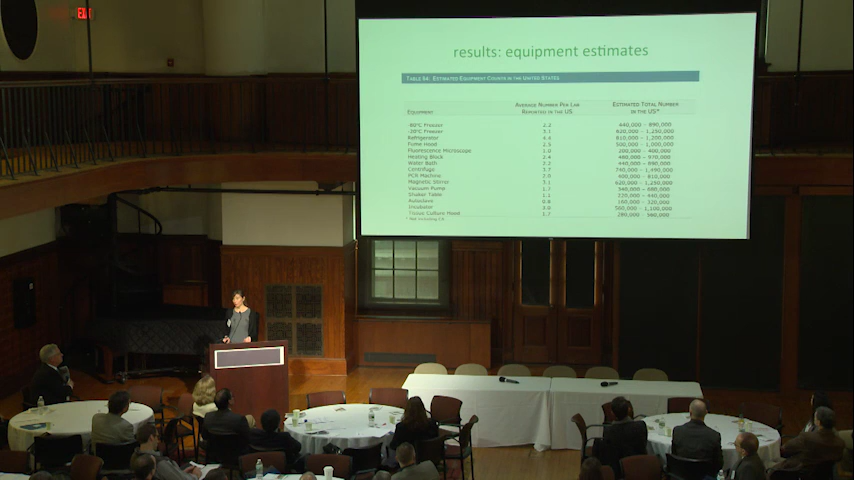 EXIT
results: equipment estimates
TABLE S4. ESTIMATED EQUIPMENT COUNTS IN THE UNITED STATES
EQUIPMENT AVERAGE NUMBER PER LAB REPORTED IN THE US ESTIMATED TOTAL NUMBER IN THE US*
-80°C Freezer 2.2 440,000 - 890,000
-20°C Freezer 3.1 620,000 - 1,250,000
Refrigerator 4.4 810,000 - 1,200,000
Fume Hood 2.5 500,000 - 1,000,000
Fluorescence Microscope 1.0 200,000 - 400,000
Heating Block 2.4 480,000 - 970,000
Water Bath 2.2 440,000 - 890,000
Centrifuge 3.7 740,000 - 1,490,000
PCR Machine 2.0 400,000 - 810,000
Magnetic Stirrer 3.1 620,000 - 1,250,000
Vacuum Pump 1.7 340,000 - 680,000
Shaker Table 1.1 220,000 - 440,000
Autoclave 0.8 160,000 - 320,000
Incubator 3.0 560,000 - 1,100,000
Tissue Culture Hood 1.7 280,000 - 560,000
* Not including CA